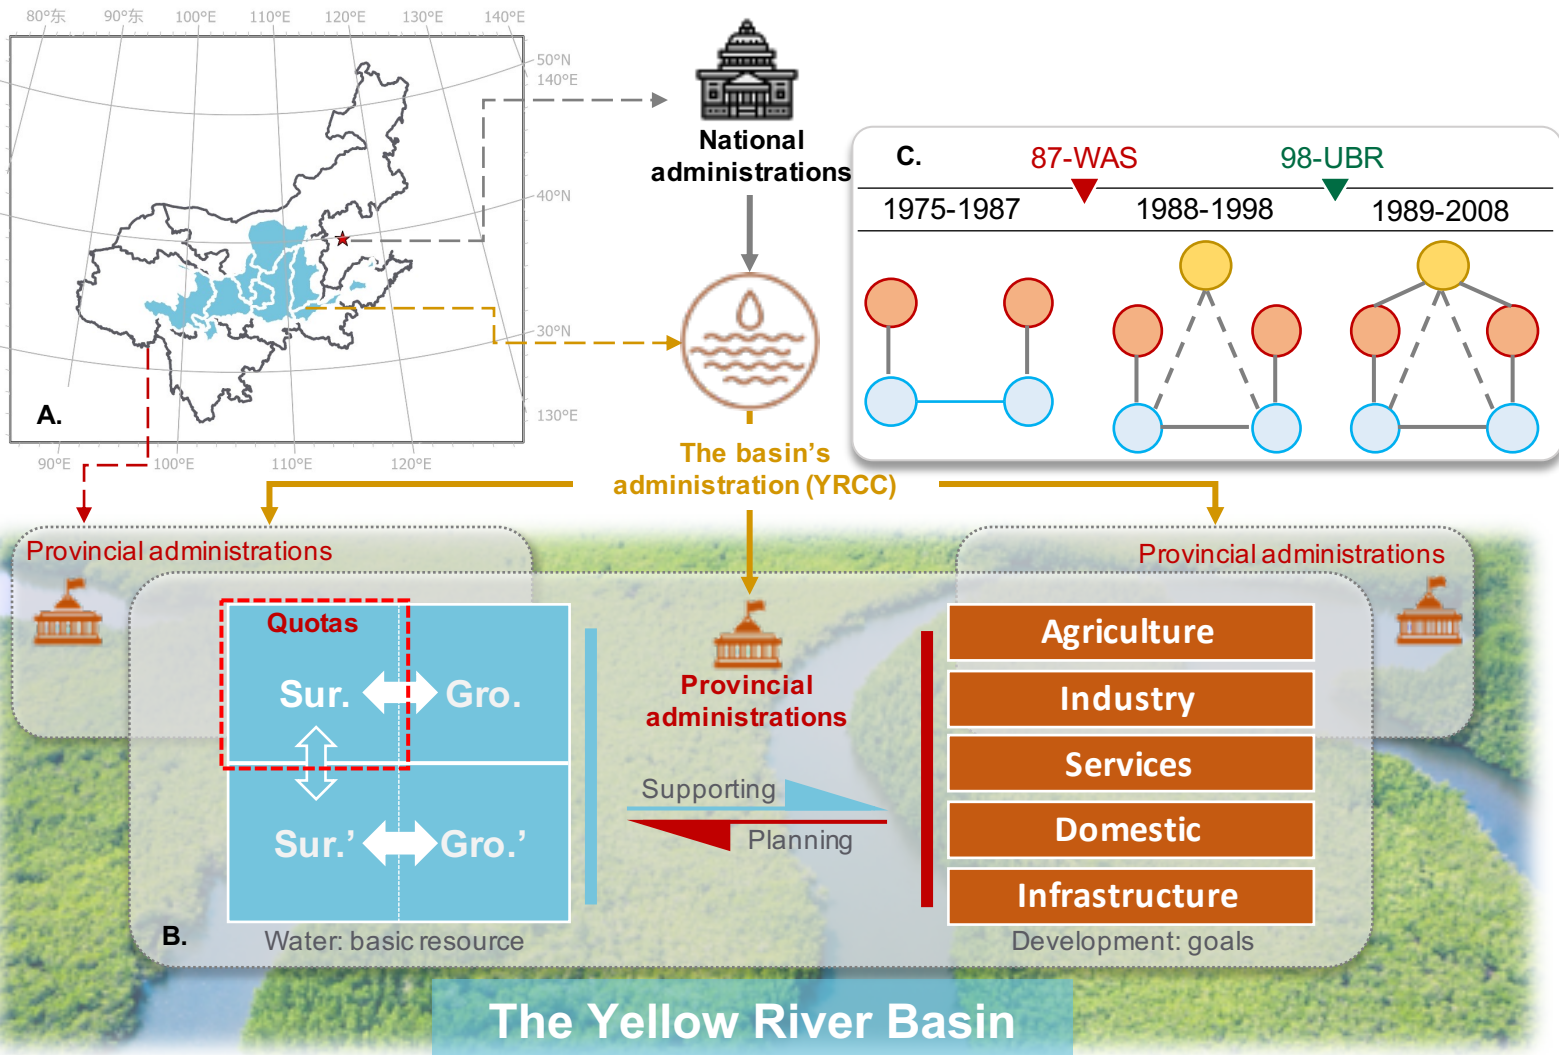 80°东
90°东
100°E
110°E
120°E
130°E
140°E
50°N
140°E
40°N
30°N
130°E
90°E
100°E
110°E
120°E
A.
National
administrations
The basin's
administration (YRCC)
C.
87-WAS
98-UBR
1975-1987
1988-1998
1989-2008
Provincial administrations
Provincial administrations
Quotas
Sur.
Gro.
Sur.’
Gro.’
Water: basic resource
B.
Provincial
administrations
Supporting
Planning
Agriculture
Industry
Services
Domestic
Infrastructure
Development: goals
The Yellow River Basin